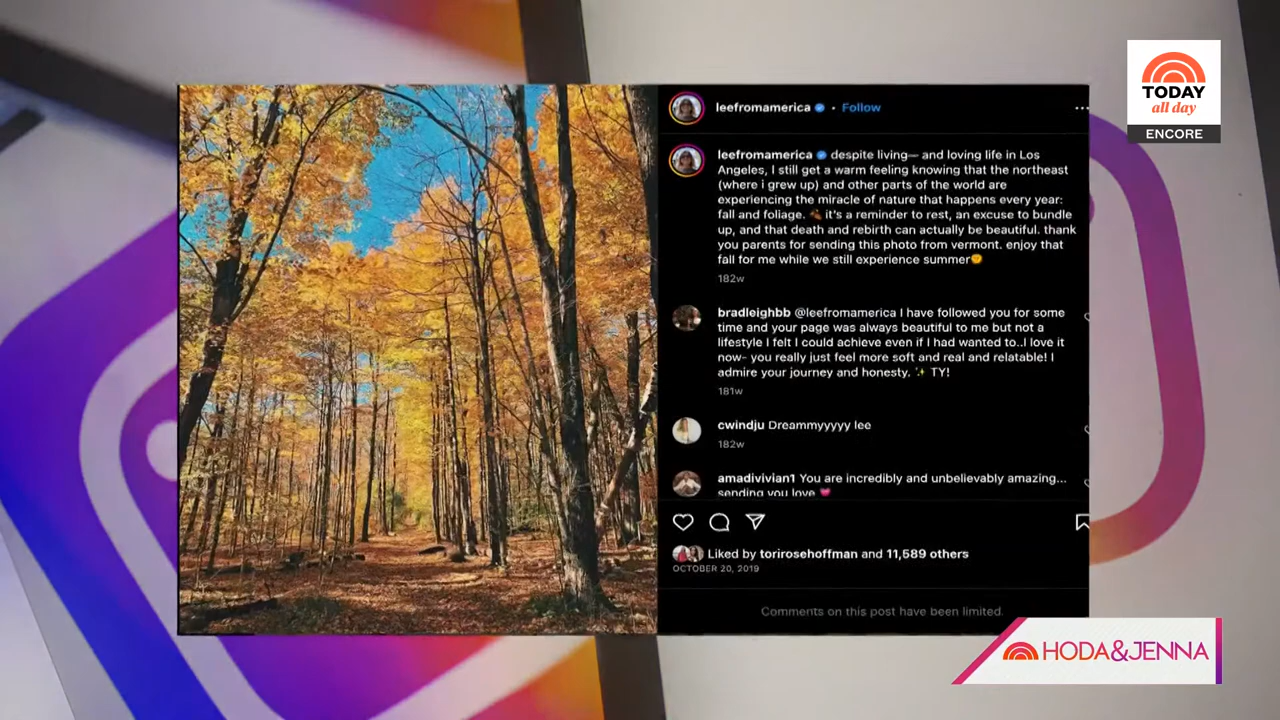 TODAY
all day
ENCORE
leefromamerica • Follow
leefromamerica despite living— and loving life in Los
Angeles, I still get a warm feeling knowing that the northeast
(where i grew up) and other parts of the world are
experiencing the miracle of nature that happens every year:
fall and foliage. 🍂 it's a reminder to rest, an excuse to bundle
up, and that death and rebirth can actually be beautiful. thank
you parents for sending this photo from vermont. enjoy that
fall for me while we still experience summer🌞
182w
bradleighbb @leefromamerica I have followed you for some
time and your page was always beautiful to me but not a
lifestyle I felt I could achieve even if I had wanted to..I love it
now- you really just feel more soft and real and relatable! I
admire your journey and honesty. ✨ TY!
181w
cwindju Dreammyyyyy lee
182w
amadivivian1 You are incredibly and unbelievably amazing...
sending you love 💗
Liked by torirosehoffman and 11,589 others
OCTOBER 20, 2019
Comments on this post have been limited.
HODA&JENNA